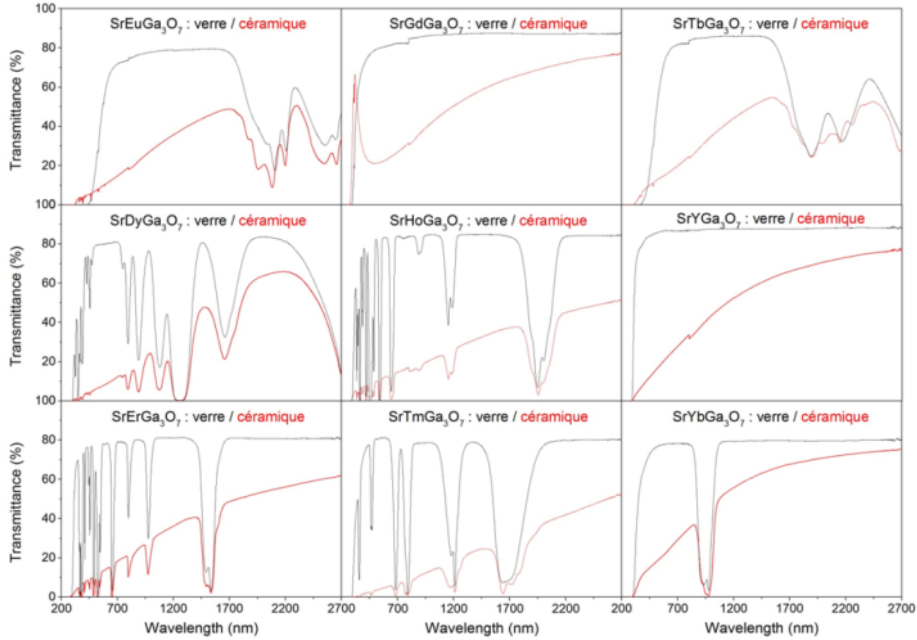 SrEuGa₃O₇ : verre / céramique
SrGdGa₃O₇ : verre / céramique
SrTbGa₃O₇ : verre / céramique
Transmittance (%)
100
80
60
40
20
SrDyGa₃O₇ : verre / céramique
SrHoGa₃O₇ : verre / céramique
SrYGa₃O₇ : verre / céramique
Transmittance (%)
100
80
60
40
20
SrErGa₃O₇ : verre / céramique
SrTmGa₃O₇ : verre / céramique
SrYbGa₃O₇ : verre / céramique
Transmittance (%)
100
80
60
40
20
0
200 700 1200 1700 2200 2700 700 1200 1700 2200 200 700 1200 1700 2200 2700
Wavelength (nm) Wavelength (nm) Wavelength (nm)